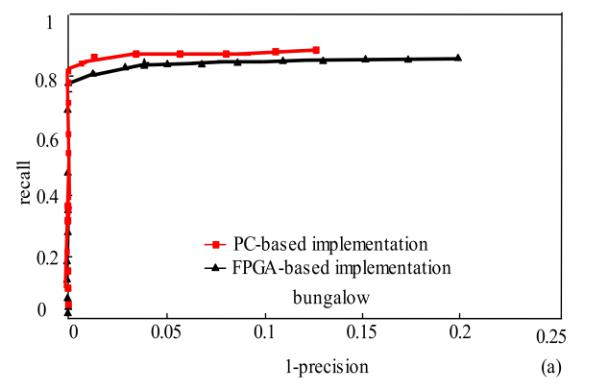 1
0.8
0.6
0.4
0.2
0
recall
PC-based implementation
FPGA-based implementation
bungalow
0 0.05 0.1 0.15 0.2 0.25
1-precision (a)